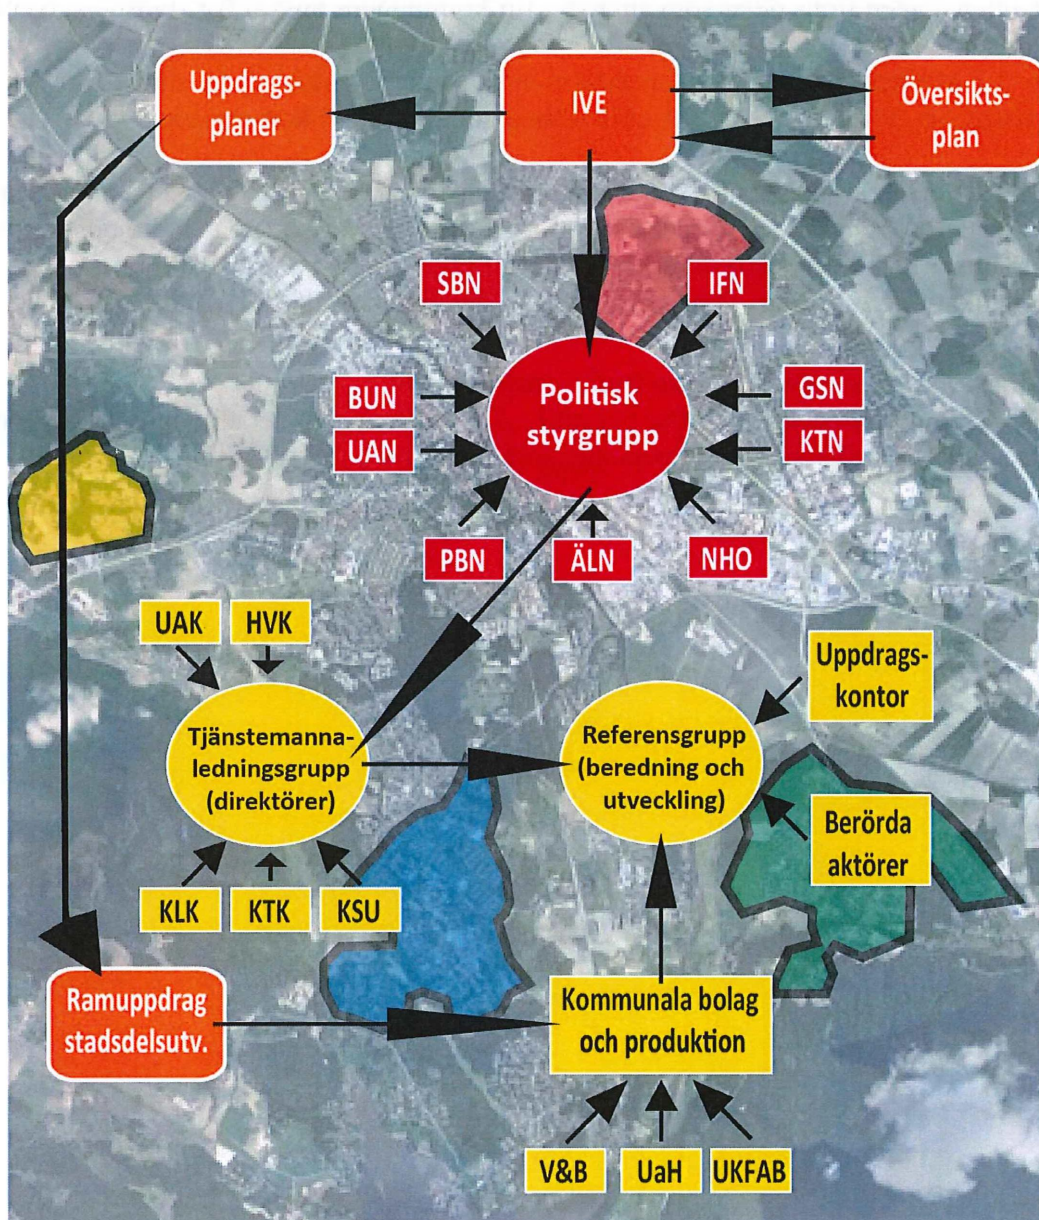 Uppdrags-
planer
IVE
Översikts-
plan
SBN
IFN
BUN
Politisk
styrgrupp
GSN
UAN
KTN
PBN
ÄLN
NHO
UAK
HVK
Uppdrags-
kontor
Tjänstemanna-
ledningsgrupp
(direktörer)
Referensgrupp
(beredning och
utveckling)
Berörda
aktörer
KLK
KTK
KSU
Ramuppdrag
stadsdelsutv.
Kommunala bolag
och produktion
V&B
UaH
UKFAB